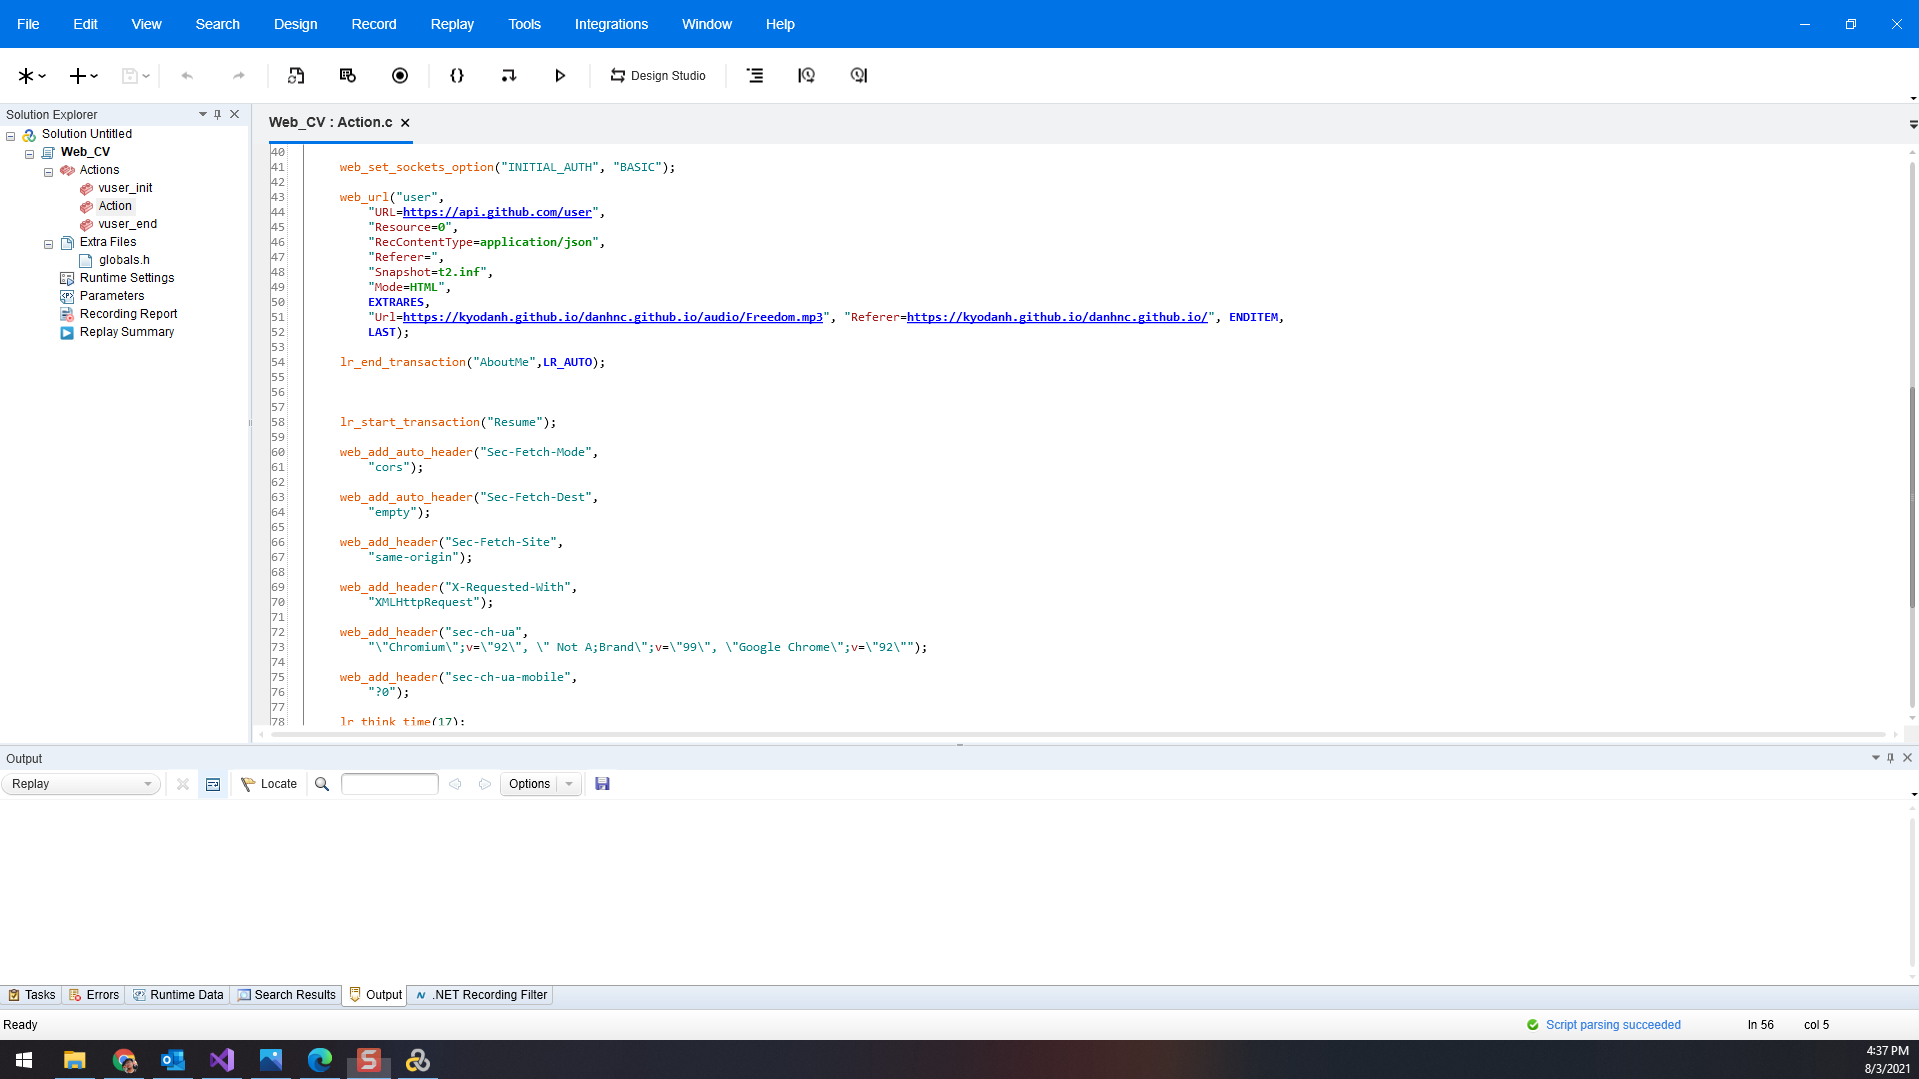 File Edit View Search Design Record Replay Tools Integrations Window Help
Design Studio
Solution Explorer
Solution Untitled
Web_CV
Actions
vuser_init
Action
vuser_end
Extra Files
globals.h
Runtime Settings
Parameters
Recording Report
Replay Summary
Web_CV : Action.c
40
41 web_set_sockets_option("INITIAL_AUTH", "BASIC");
42
43 web_url("user",
44 "URL=https://api.github.com/user",
45 "Resource=0",
46 "RecContentType=application/json",
47 "Referer=",
48 "Snapshot=t2.inf",
49 "Mode=HTML",
50 EXTRARES,
51 "Url=https://kyodanh.github.io/danhnc.github.io/audio/Freedom.mp3", "Referer=https://kyodanh.github.io/danhnc.github.io/", ENDITEM,
52 LAST);
53
54 lr_end_transaction("AboutMe",LR_AUTO);
55
56
57
58 lr_start_transaction("Resume");
59
60 web_add_auto_header("Sec-Fetch-Mode",
61 "cors");
62
63 web_add_auto_header("Sec-Fetch-Dest",
64 "empty");
65
66 web_add_header("Sec-Fetch-Site",
67 "same-origin");
68
69 web_add_header("X-Requested-With",
70 "XMLHttpRequest");
71
72 web_add_header("sec-ch-ua",
73 "\"Chromium\";v=\"92\", \" Not A;Brand\";v=\"99\", \"Google Chrome\";v=\"92\"");
74
75 web_add_header("sec-ch-ua-mobile",
76 "?0");
77
78 lr_think_time(17);
Output
Replay Locate Options
Tasks Errors Runtime Data Search Results Output .NET Recording Filter
Ready Script parsing succeeded ln 56 col 5
4:37 PM
8/3/2021